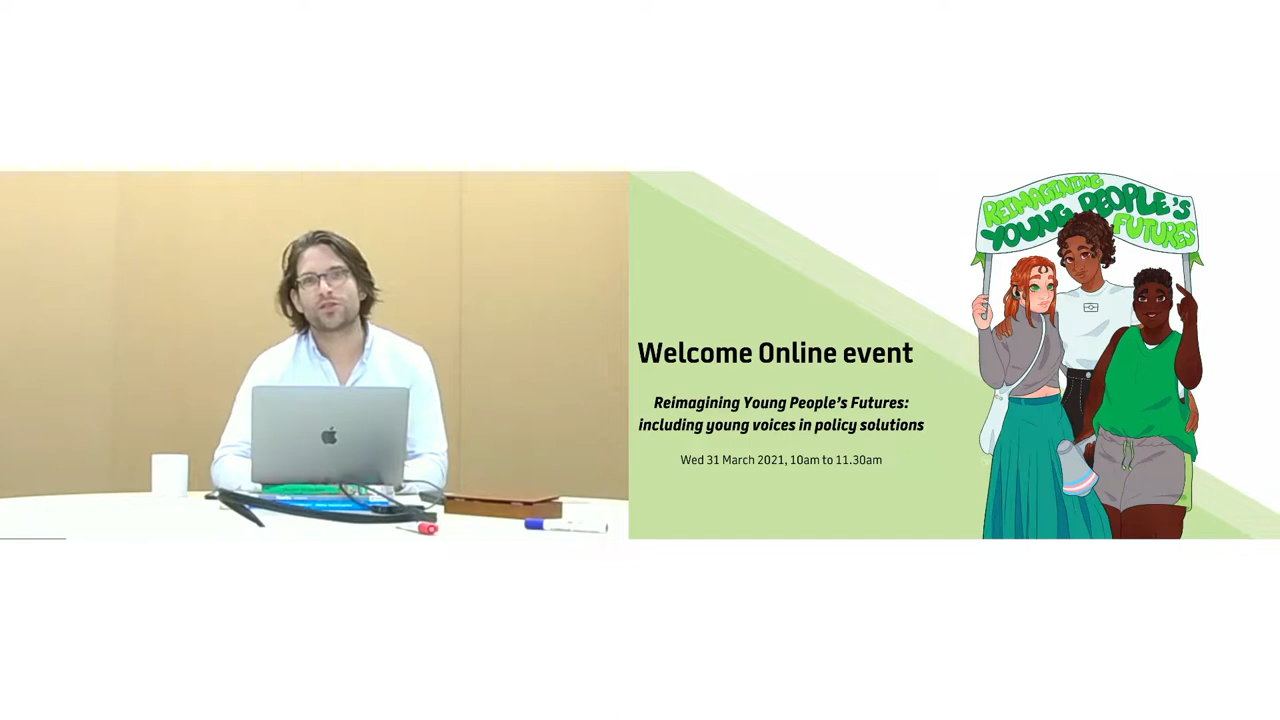 REIMAGINING
YOUNG PEOPLE'S
FUTURES
Welcome Online event
Reimagining Young People's Futures:
including young voices in policy solutions
Wed 31 March 2021, 10am to 11.30am